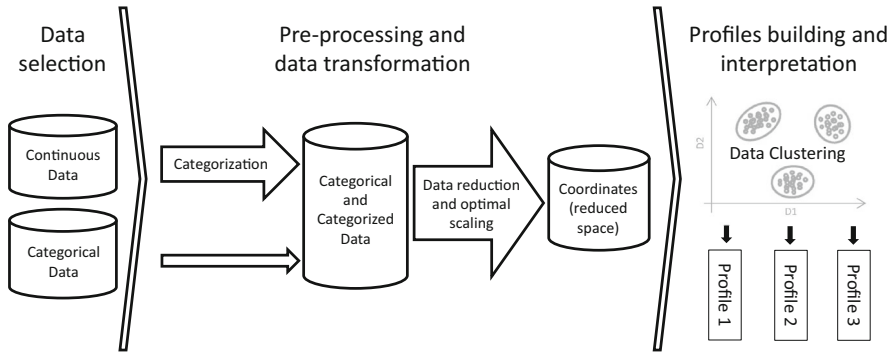 Data
selection
Pre-processing and
data transformation
Profiles building and
interpretation
Continuous
Data
Categorical
Data
Categorization
Categorical
and
Categorized
Data
Data reduction
and optimal
scaling
Coordinates
(reduced
space)
D2
Data Clustering
D1
Profile 1
Profile 2
Profile 3